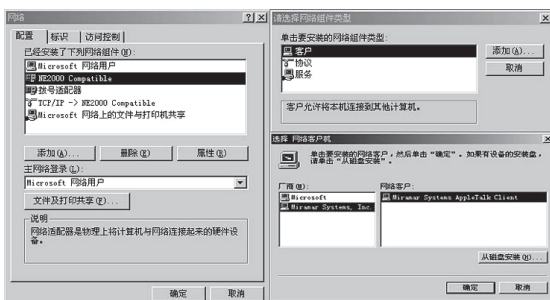 网络
配置
标识
访问控制
已经安装了下列网络组件(N):
Microsoft 网络用户
NE2000 Compatible
拨号适配器
TCP/IP -> NE2000 Compatible
Microsoft 网络上的文件与打印机共享
添加(A)...
删除(E)
属性(R)
主网络登录(L):
Microsoft 网络用户
文件及打印共享(F)...
说明
网络适配器是物理上将计算机与网络连接起来的硬件设
备。
确定
取消
请选择网络组件类型
单击要安装的网络组件类型:
客户
协议
服务
添加(A)...
取消
客户允许将本机连接到其他计算机。
选择 网络客户机
单击要安装的网络客户，然后单击“确定”。如果有设备的安装盘，
请单击“从磁盘安装”。
厂商(M):
网络客户:
Microsoft
Miramar Systems, Inc.
Miramar Systems AppleTalk Client
从磁盘安装(H)...
确定
取消